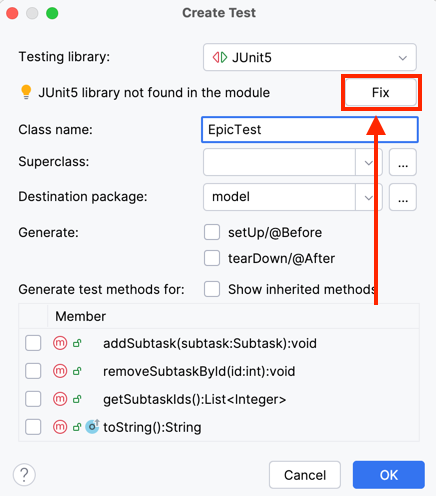 Create Test
Testing library: JUnit5
JUnit5 library not found in the module Fix
Class name: EpicTest
Superclass: ...
Destination package: model ...
Generate: setUp/@Before
tearDown/@After
Generate test methods for: Show inherited methods
Member
m addSubtask(subtask:Subtask):void
m removeSubtaskById(id:int):void
m getSubtaskIds():List<Integer>
m toString():String
? Cancel OK